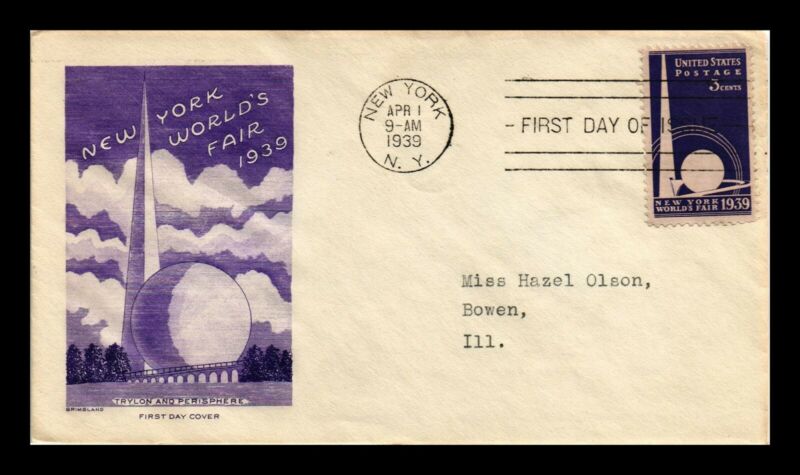 NEW YORK
WORLD'S
FAIR
1939
TRYLON AND PERISPHERE
GRIMSLAND
FIRST DAY COVER
NEW YORK
APR 1
9-AM
1939
N. Y.
- FIRST DAY OF ISSUE
UNITED STATES
POSTAGE
3 CENTS
NEW YORK
WORLD'S FAIR 1939
Miss Hazel Olson,
Bowen,
Ill.